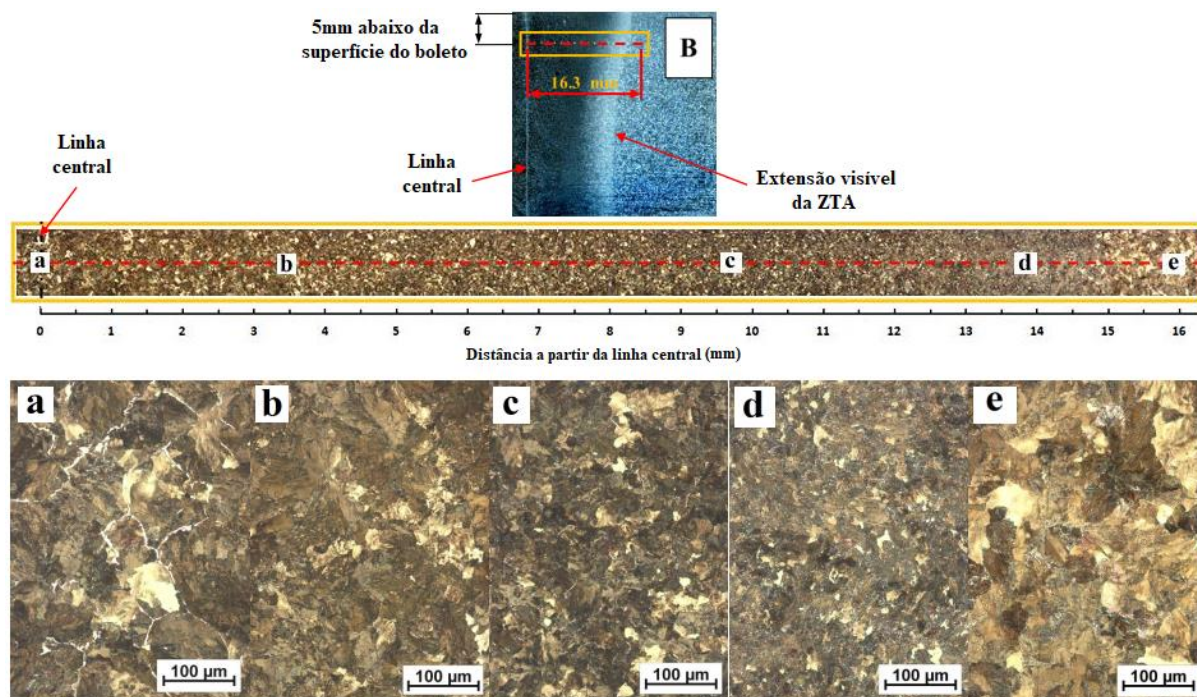 5mm abaixo da
superfície do boleto
B
16.3 mm
Linha
central
Linha
central
Extensão visível
da ZTA
a
b
c
d
e
0 1 2 3 4 5 6 7 8 9 10 11 12 13 14 15 16
Distância a partir da linha central (mm)
a
b
c
d
e
100 µm
100 µm
100 µm
100 µm
100 µm